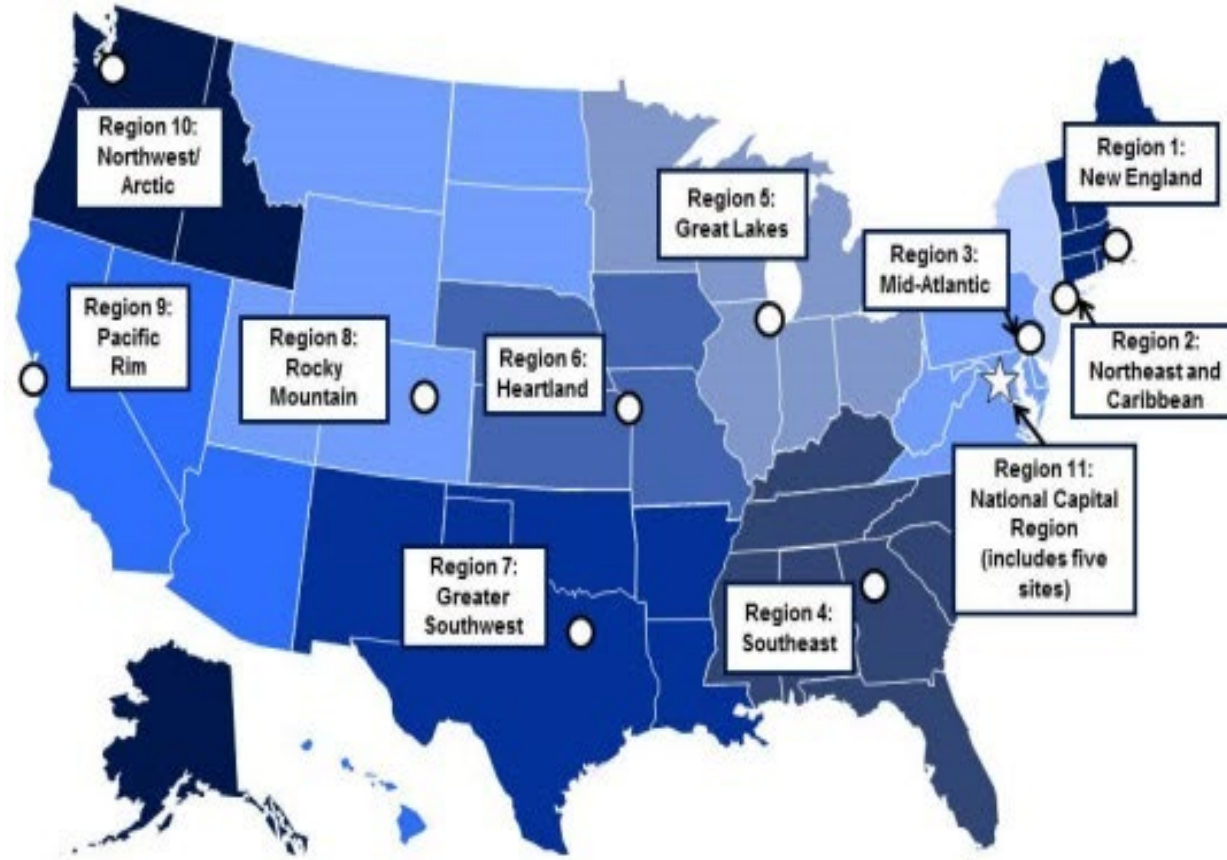 Region 10:
Northwest/
Arctic
Region 1:
New England
Region 5:
Great Lakes
Region 3:
Mid-Atlantic
Region 9:
Pacific
Rim
Region 8:
Rocky
Mountain
Region 6:
Heartland
Region 2:
Northeast and
Caribbean
Region 11:
National Capital
Region
(includes five
sites)
Region 7:
Greater
Southwest
Region 4:
Southeast